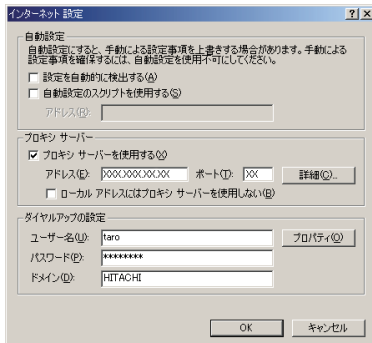 インターネット 設定
自動設定
自動設定にすると、手動による設定事項を上書きする場合があります。手動による
設定事項を確保するには、自動設定を使用不可にしてください。
設定を自動的に検出する(A)
自動設定のスクリプトを使用する(S)
アドレス(R):
プロキシ サーバー
プロキシ サーバーを使用する(X)
アドレス(E): XXX.XXX.XX.XX ポート(T): XX 詳細(C)...
ローカル アドレスにはプロキシ サーバーを使用しない(B)
ダイヤルアップの設定
ユーザー名(U): taro プロパティ(O)
パスワード(P): ********
ドメイン(D): HITACHI
OK キャンセル